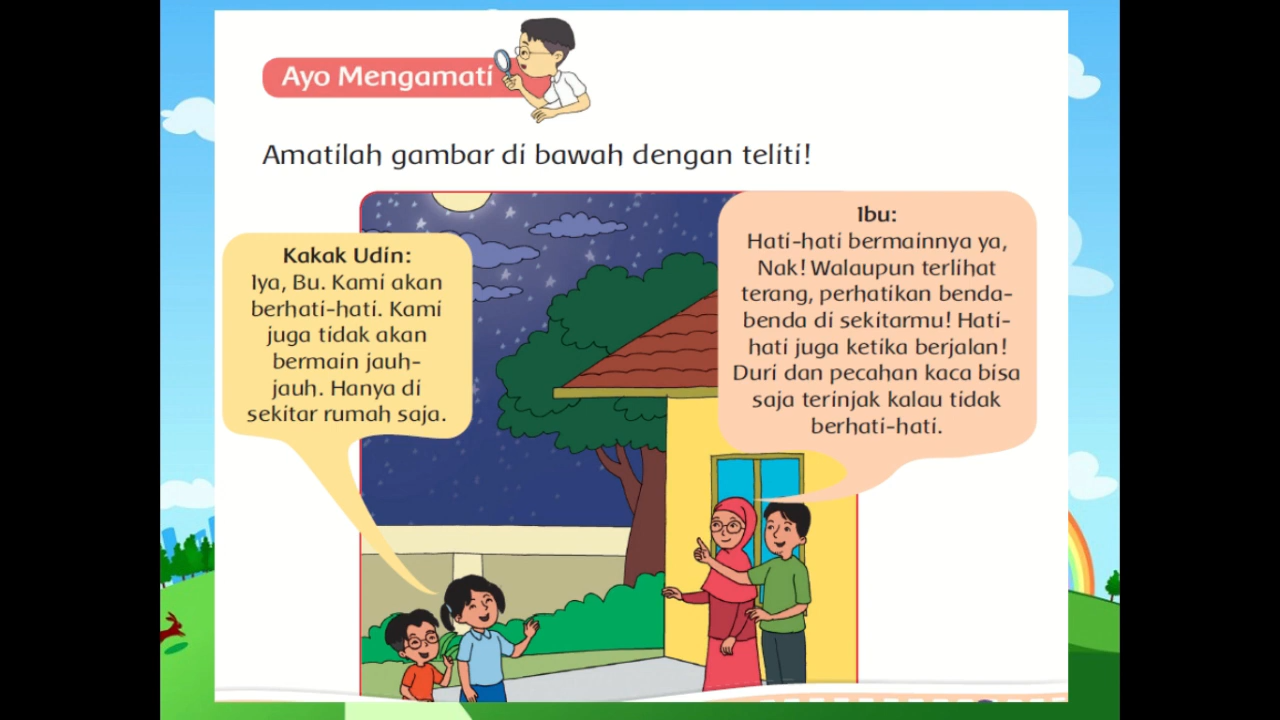 Ayo Mengamati
Amatilah gambar di bawah dengan teliti!
Kakak Udin:
Iya, Bu. Kami akan
berhati-hati. Kami
juga tidak akan
bermain jauh-
jauh. Hanya di
sekitar rumah saja.
Ibu:
Hati-hati bermainnya ya,
Nak! Walaupun terlihat
terang, perhatikan benda-
benda di sekitarmu! Hati-
hati juga ketika berjalan!
Duri dan pecahan kaca bisa
saja terinjak kalau tidak
berhati-hati.